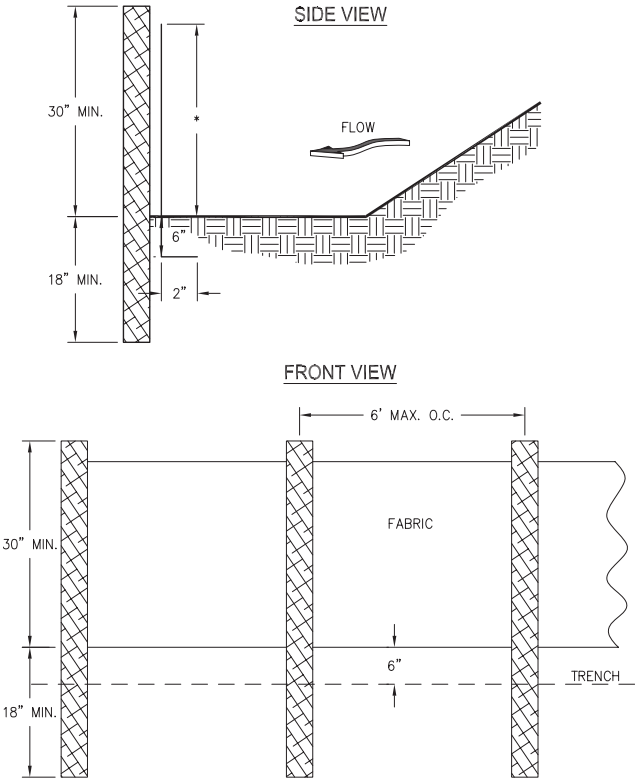 SIDE VIEW
30” MIN.
*
FLOW
6”
18” MIN.
2”
FRONT VIEW
6’ MAX. O.C.
FABRIC
30” MIN.
6”
TRENCH
18” MIN.